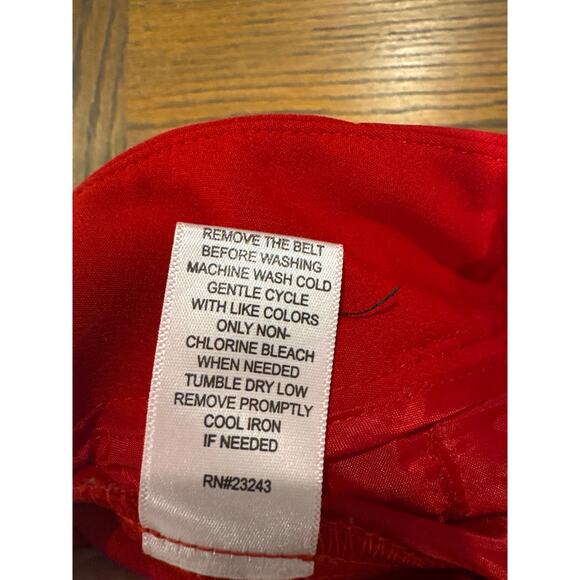 REMOVE THE BELT
BEFORE WASHING
MACHINE WASH COLD
GENTLE CYCLE
WITH LIKE COLORS
ONLY NON-
CHLORINE BLEACH
WHEN NEEDED
TUMBLE DRY LOW
REMOVE PROMPTLY
COOL IRON
IF NEEDED
RN#23243